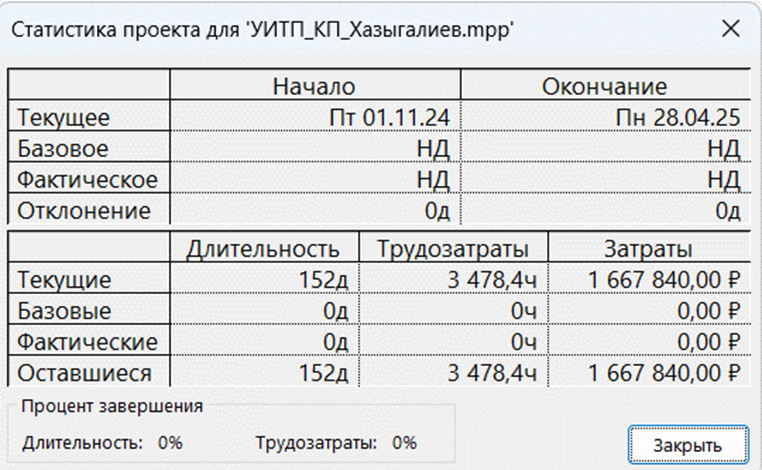 Статистика проекта для 'УИТП_КП_Хазыгалиев.mpp'
Начало Окончание
Текущее Пт 01.11.24 Пн 28.04.25
Базовое НД НД
Фактическое НД НД
Отклонение 0д 0д
Длительность Трудозатраты Затраты
Текущие 152д 3 478,4ч 1 667 840,00 ₽
Базовые 0д 0ч 0,00 ₽
Фактические 0д 0ч 0,00 ₽
Оставшиеся 152д 3 478,4ч 1 667 840,00 ₽
Процент завершения
Длительность: 0% Трудозатраты: 0% Закрыть